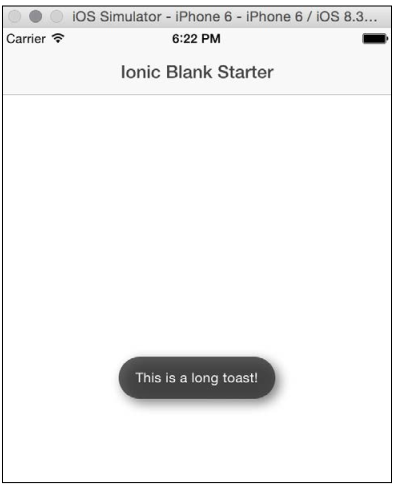 iOS Simulator - iPhone 6 - iPhone 6 / iOS 8.3...
Carrier 6:22 PM
Ionic Blank Starter
This is a long toast!